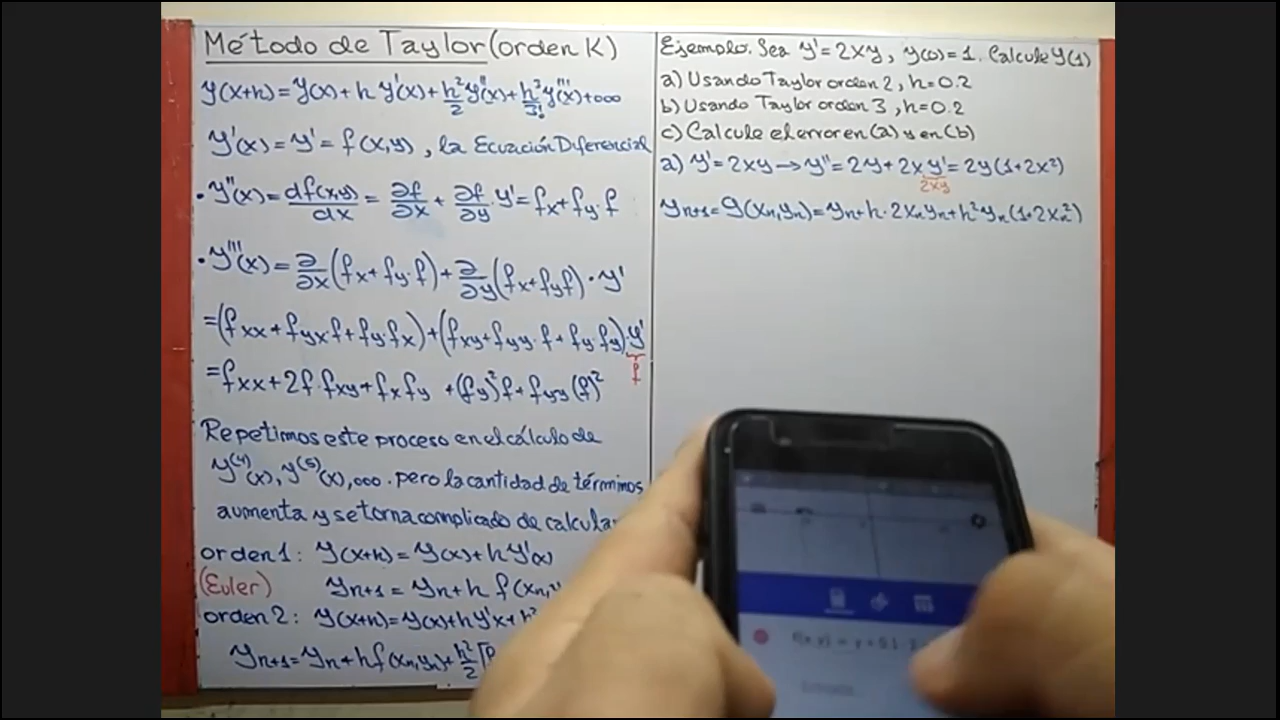 Método de Taylor (orden K)
y(x+h) = y(x) + h y'(x) + h²/2 y''(x) + h³/3! y'''(x) + ooo
y'(x) = y' = f(x,y), la Ecuación Diferencial
• y''(x) = df(x,y)/dx = ∂f/∂x + ∂f/∂y · y' = fx + fy · f
• y'''(x) = ∂/∂x (fx + fy · f) + ∂/∂y (fx + fy f) · y'
= (fxx + fyx f + fy · fx) + (fxy + fyy · f + fy · fy) y'
f
= fxx + 2f · fxy + fx fy + (fy)² f + fyy (f)²
Repetimos este proceso en el cálculo de
y⁽⁴⁾(x), y⁽⁵⁾(x), ooo. pero la cantidad de términos
aumenta y se torna complicado de calcular
orden 1: y(x+h) = y(x) + h y'(x)
(Euler) yn+1 = yn + h f(xn,
orden 2: y(x+h) = y(x) + h y'x + h²
yn+1 = yn + h f(xn, yn) + h²/2 [
Ejemplo. Sea y' = 2xy, y(0) = 1. Calcule y(1)
a) Usando Taylor orden 2, h = 0.2
b) Usando Taylor orden 3, h = 0.2
c) Calcule el error en (a) y en (b)
a) y' = 2xy → y'' = 2y + 2x y' = 2y(1+2x²)
2xy
yn+1 = g(xn, yn) = yn + h · 2xn yn + h² yn (1+2xn²)
f(x,y) = y + 0.1 ·